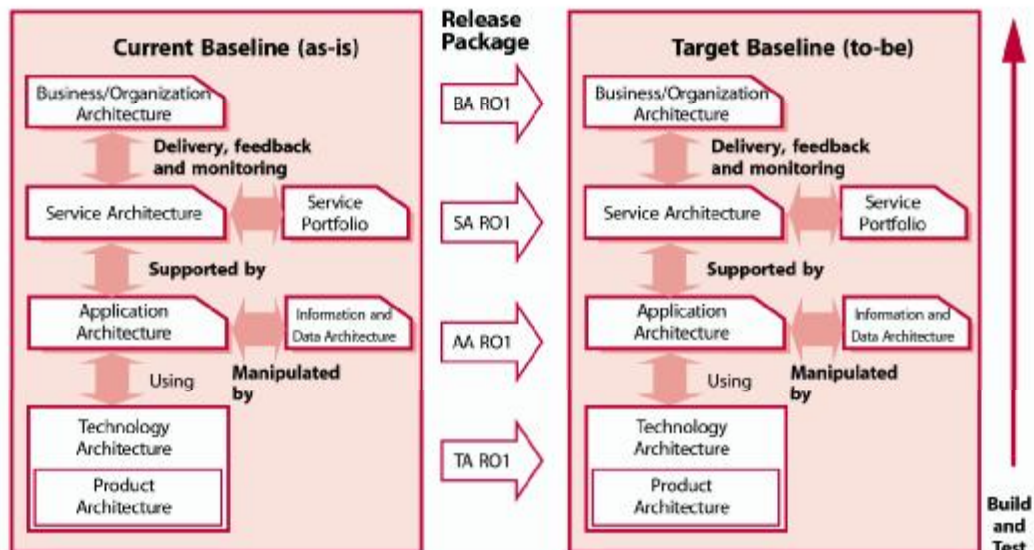 Current Baseline (as-is)
Business/Organization
Architecture
Delivery, feedback
and monitoring
Service Architecture
Service
Portfolio
Supported by
Application
Architecture
Information and
Data Architecture
Using
Manipulated
by
Technology
Architecture
Product
Architecture
Release
Package
BA RO1
SA RO1
AA RO1
TA RO1
Target Baseline (to-be)
Business/Organization
Architecture
Delivery, feedback
and monitoring
Service Architecture
Service
Portfolio
Supported by
Application
Architecture
Information and
Data Architecture
Using
Manipulated
by
Technology
Architecture
Product
Architecture
Build
and
Test